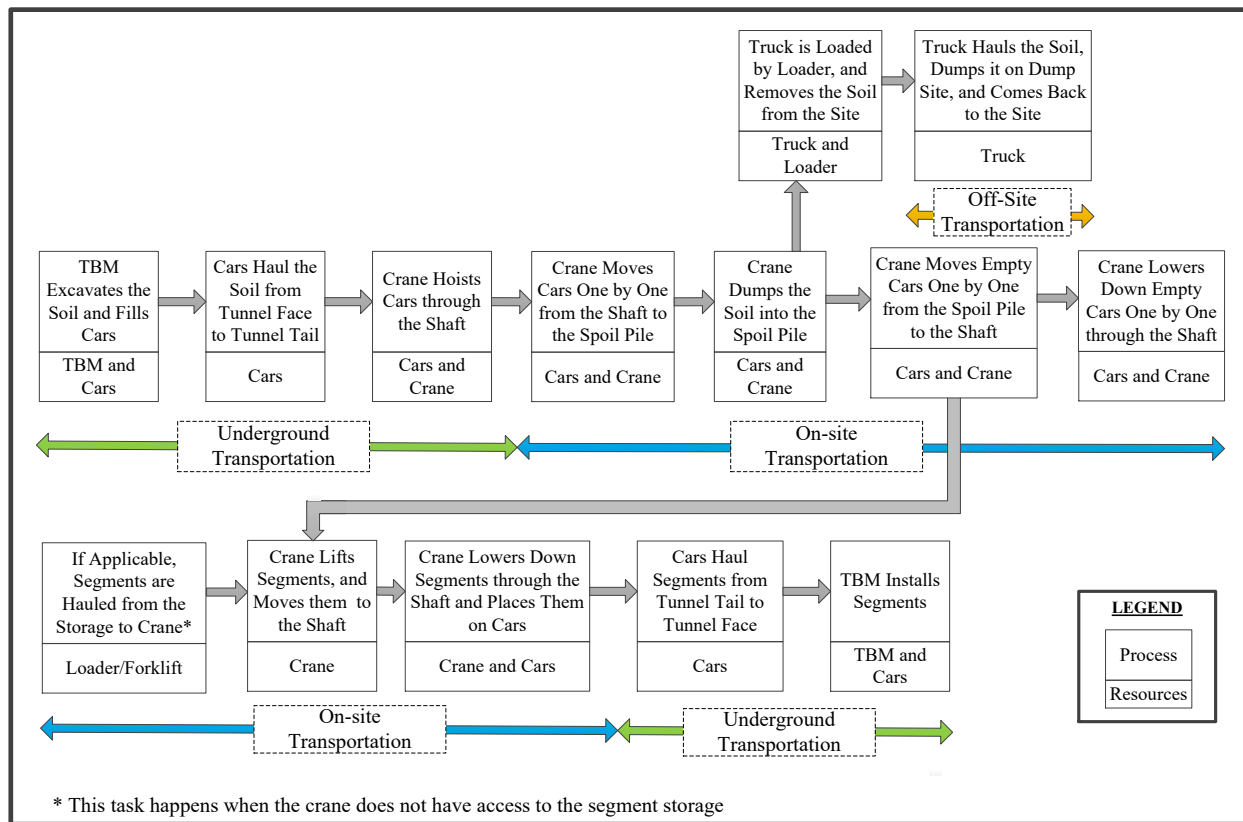 Truck is Loaded
by Loader, and
Removes the Soil
from the Site
Truck and
Loader
Truck Hauls the Soil,
Dumps it on Dump
Site, and Comes Back
to the Site
Truck
Off-Site
Transportation
TBM
Excavates the
Soil and Fills
Cars
TBM and
Cars
Cars Haul the
Soil from
Tunnel Face
to Tunnel Tail
Cars
Crane Hoists
Cars through
the Shaft
Cars and
Crane
Crane Moves
Cars One by One
from the Shaft to
the Spoil Pile
Cars and Crane
Crane
Dumps the
Soil into the
Spoil Pile
Cars and
Crane
Crane Moves Empty
Cars One by One
from the Spoil Pile
to the Shaft
Cars and Crane
Crane Lowers
Down Empty
Cars One by One
through the Shaft
Cars and Crane
Underground
Transportation
On-site
Transportation
If Applicable,
Segments are
Hauled from the
Storage to Crane*
Loader/Forklift
Crane Lifts
Segments, and
Moves them to
the Shaft
Crane
Crane Lowers Down
Segments through the
Shaft and Places Them
on Cars
Crane and Cars
Cars Haul
Segments from
Tunnel Tail to
Tunnel Face
Cars
TBM Installs
Segments
TBM and
Cars
LEGEND
Process
Resources
On-site
Transportation
Underground
Transportation
* This task happens when the crane does not have access to the segment storage